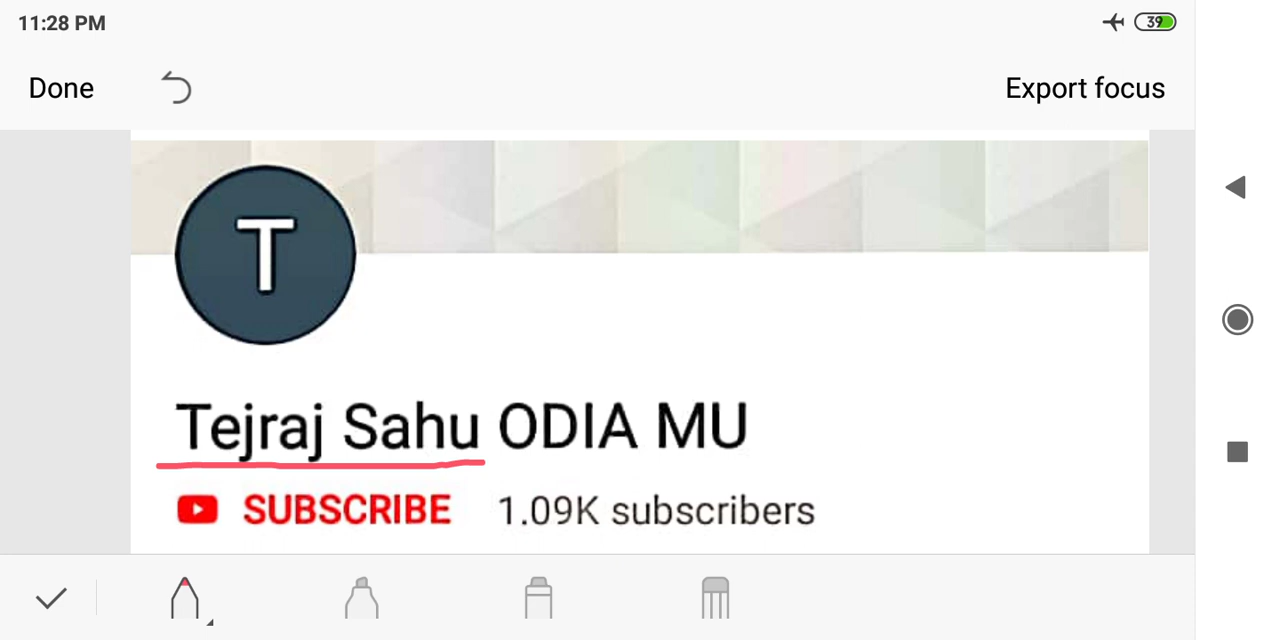 11:28 PM
39
Done
Export focus
T
Tejraj Sahu ODIA MU
SUBSCRIBE 1.09K subscribers